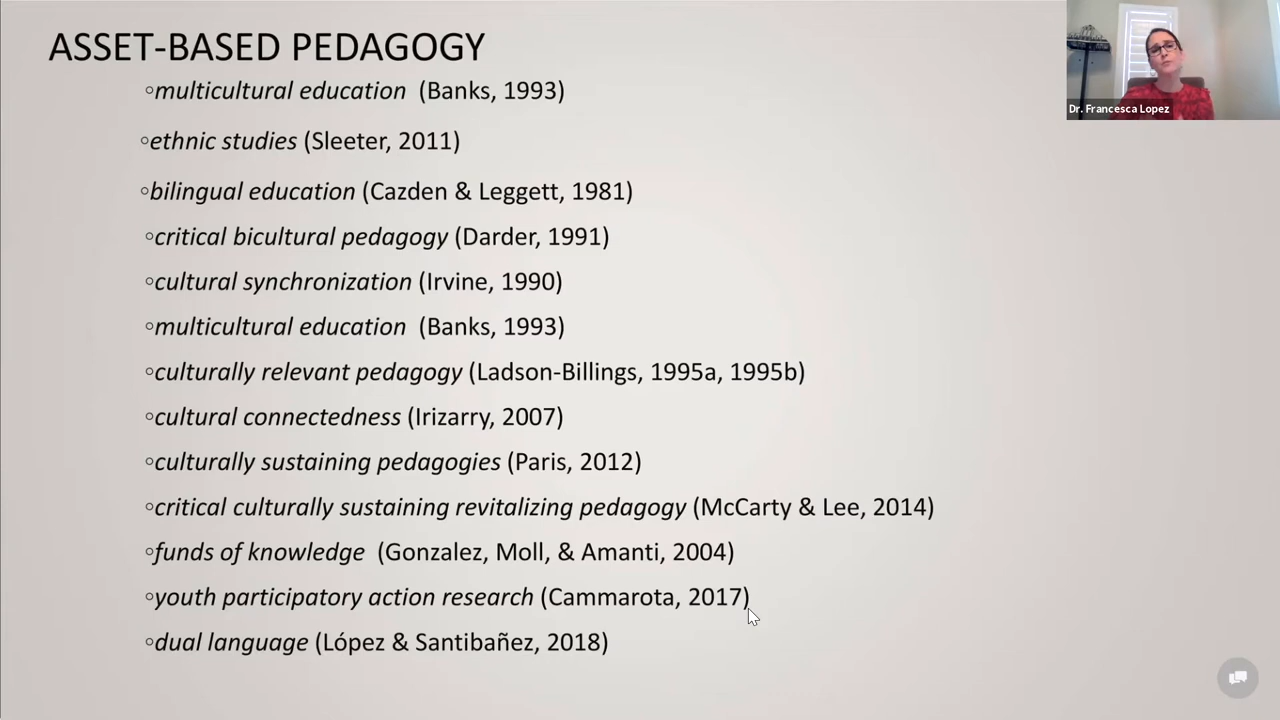 ASSET-BASED PEDAGOGY
◦multicultural education (Banks, 1993)
◦ethnic studies (Sleeter, 2011)
◦bilingual education (Cazden & Leggett, 1981)
◦critical bicultural pedagogy (Darder, 1991)
◦cultural synchronization (Irvine, 1990)
◦multicultural education (Banks, 1993)
◦culturally relevant pedagogy (Ladson-Billings, 1995a, 1995b)
◦cultural connectedness (Irizarry, 2007)
◦culturally sustaining pedagogies (Paris, 2012)
◦critical culturally sustaining revitalizing pedagogy (McCarty & Lee, 2014)
◦funds of knowledge (Gonzalez, Moll, & Amanti, 2004)
◦youth participatory action research (Cammarota, 2017)
◦dual language (López & Santibañez, 2018)
Dr. Francesca Lopez